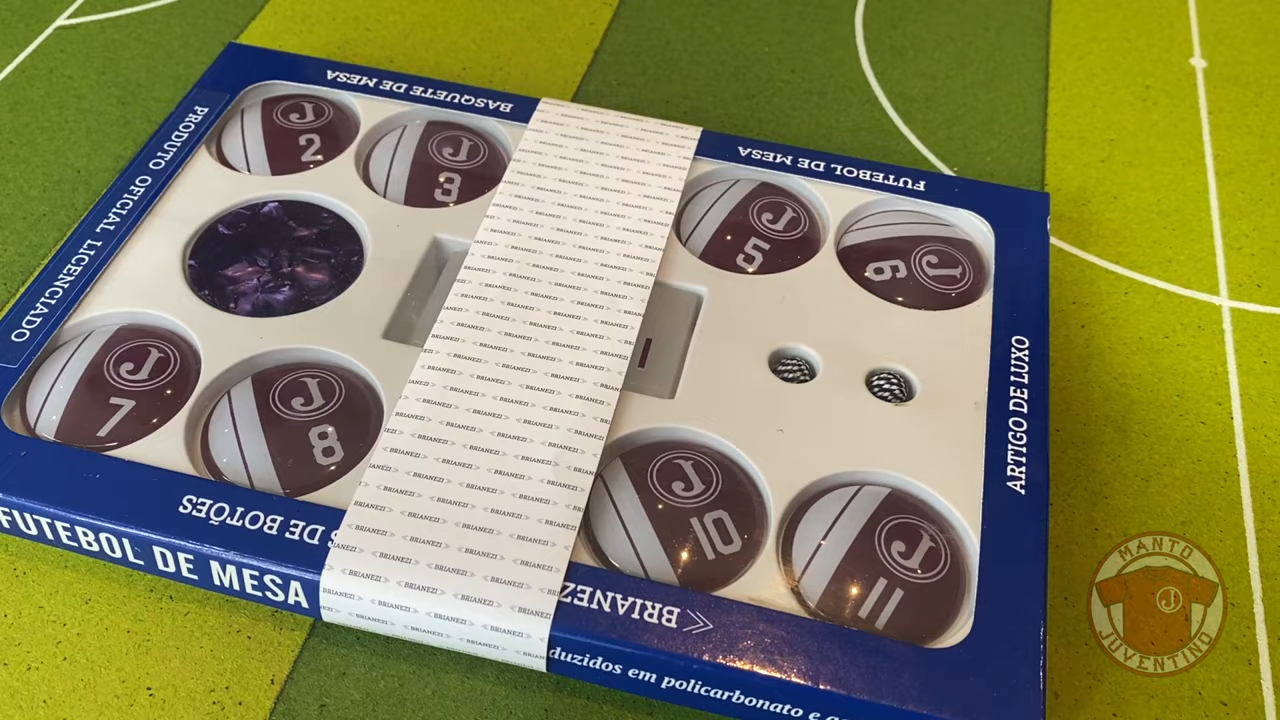 BASQUETE DE MESA
FUTEBOL DE MESA
PRODUTO OFICIAL LICENCIADO
ARTIGO DE LUXO
J
2
J
3
J
5
J
6
J
7
J
8
J
10
J
11
BRIANEZI
S DE BOTÕES
BRIANEZI
FUTEBOL DE MESA
duzidos em policarbonato e
MANTO
J
JUVENTINO